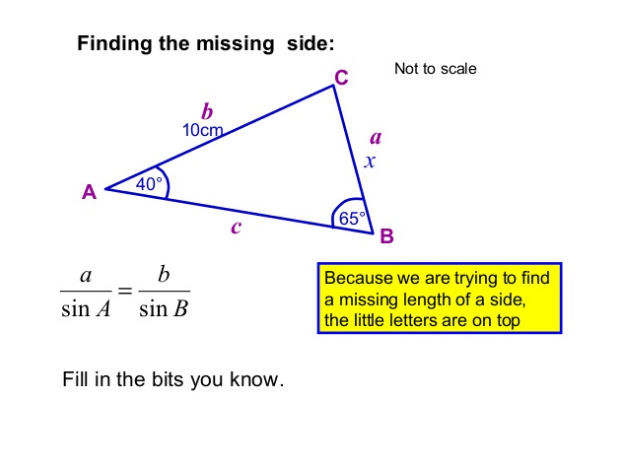 Finding the missing side:
Not to scale
C
b
10cm
a
x
40°
A
65°
c
B
a/sin A = b/sin B
Because we are trying to find
a missing length of a side,
the little letters are on top
Fill in the bits you know.